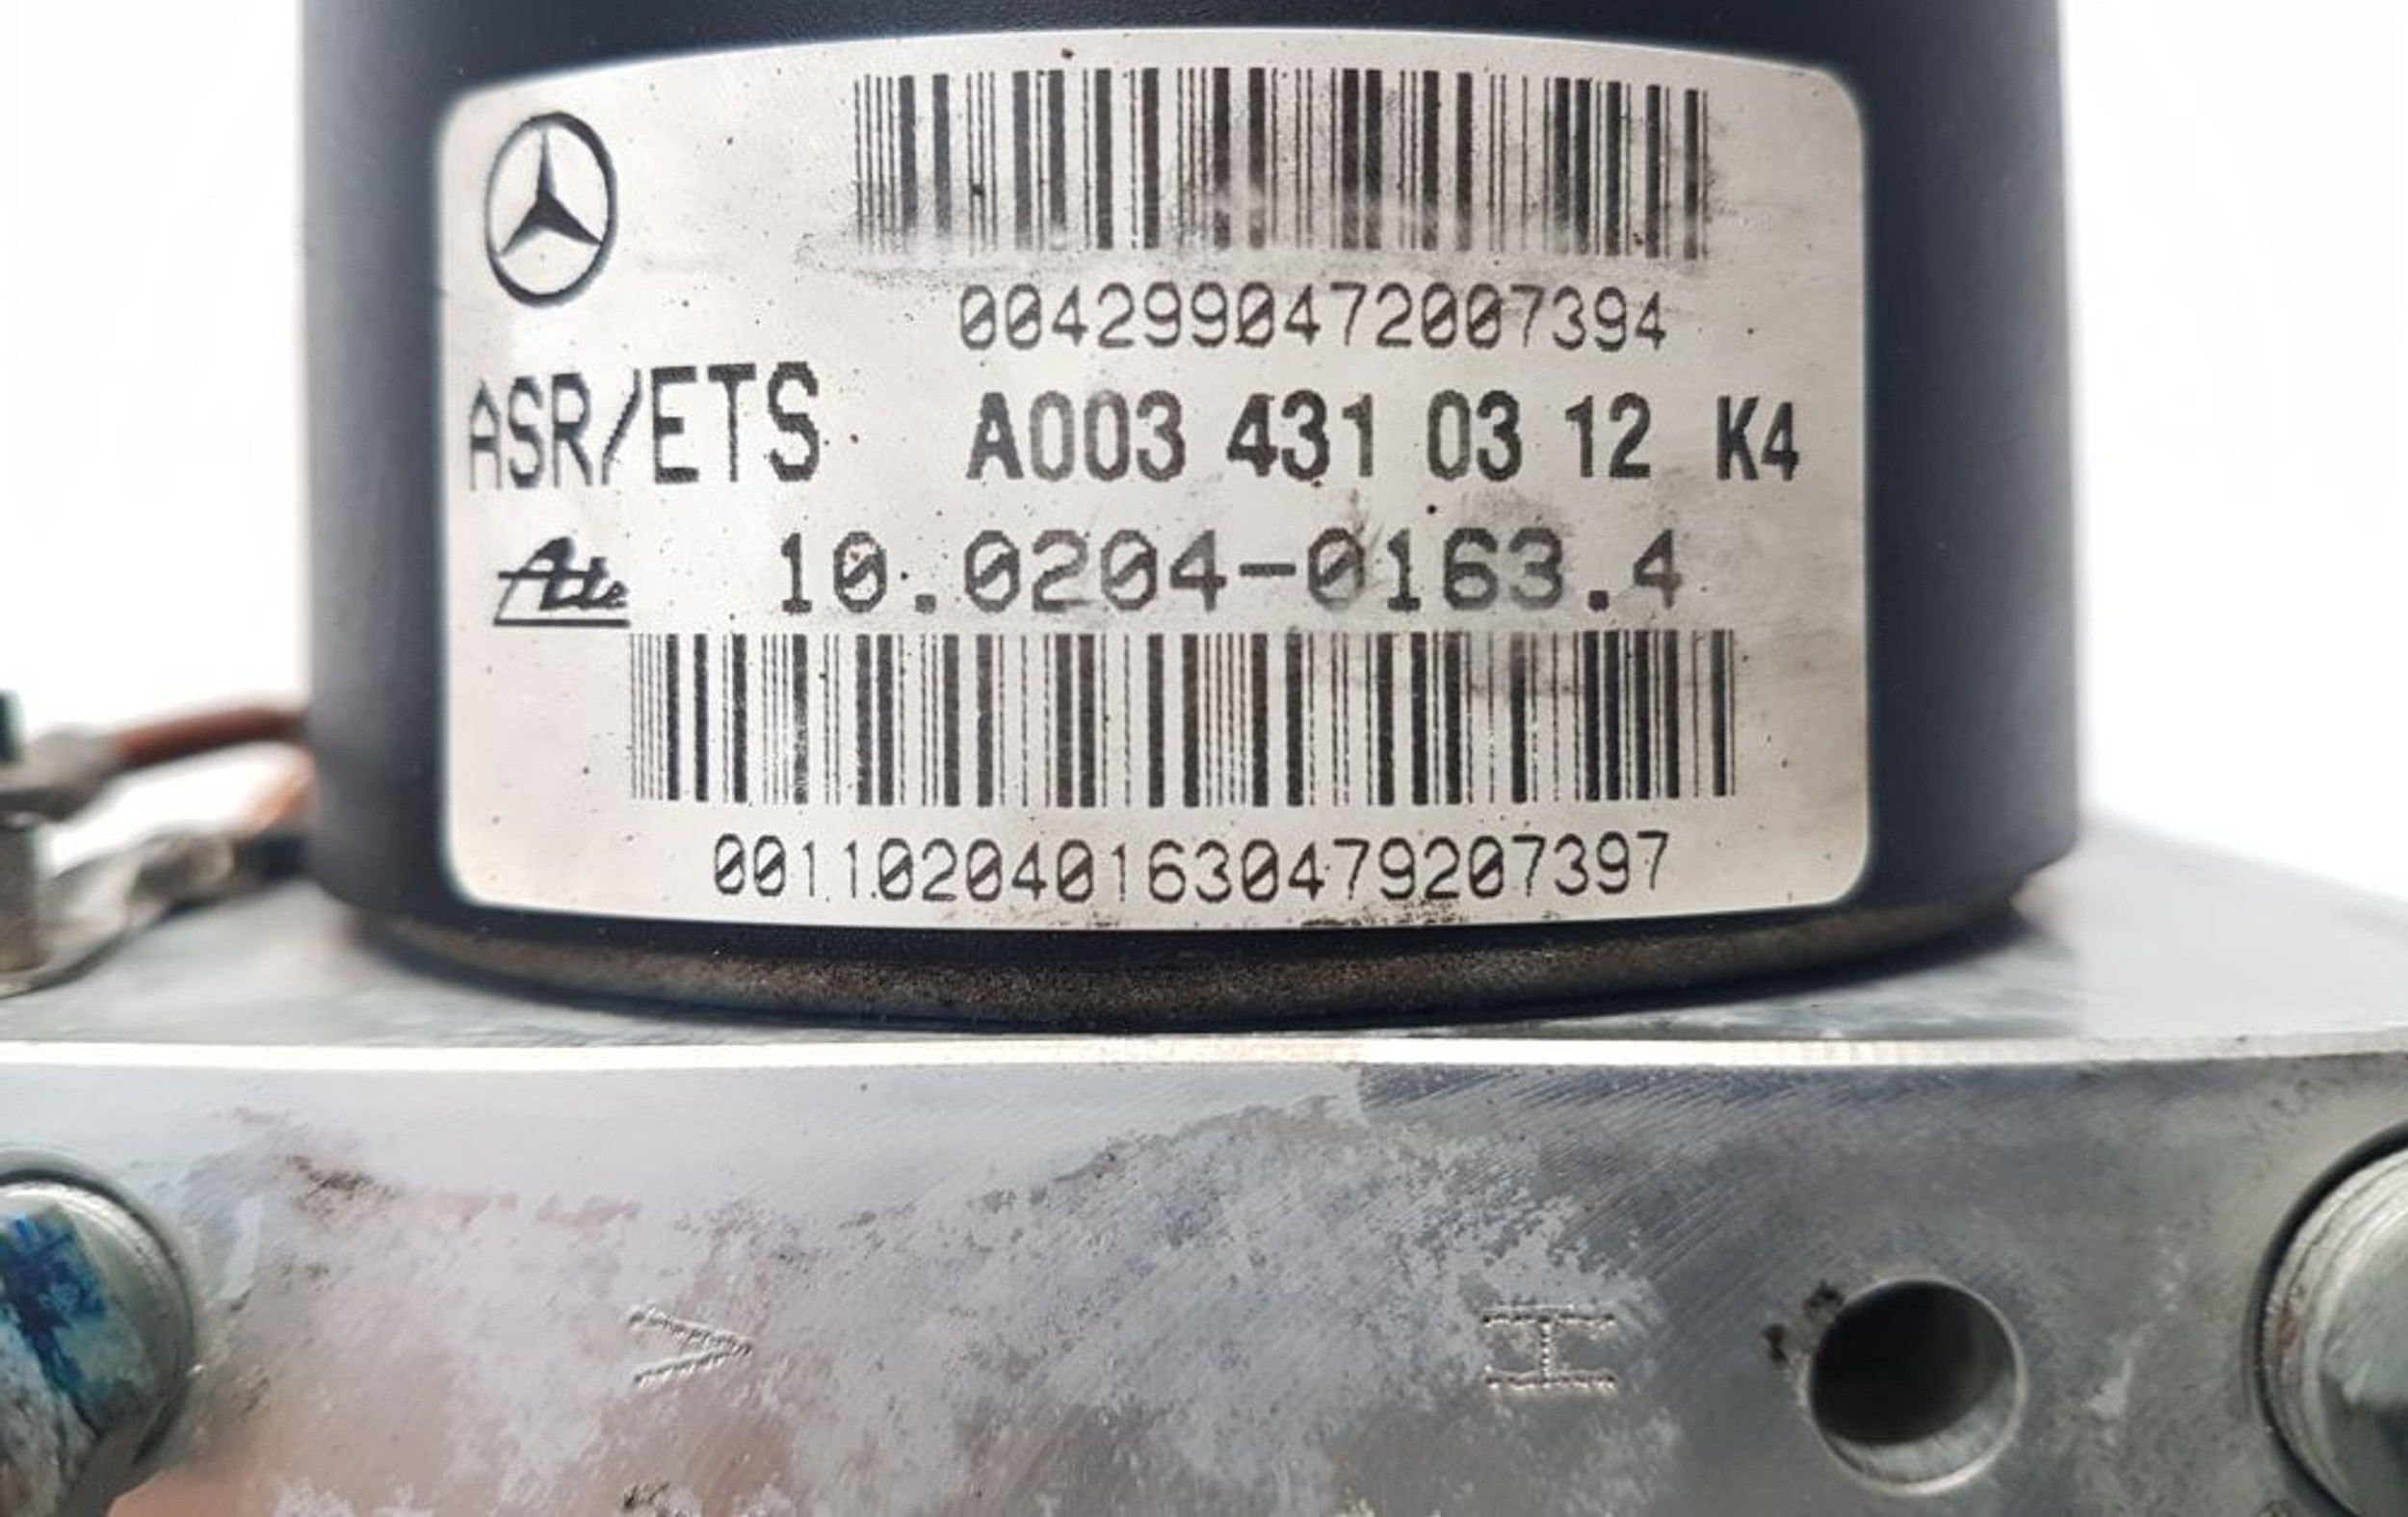 0042990472007394
ASR/ETS A003 431 03 12 K4
Ate 10.0204-0163.4
0011020401630479207397
V H